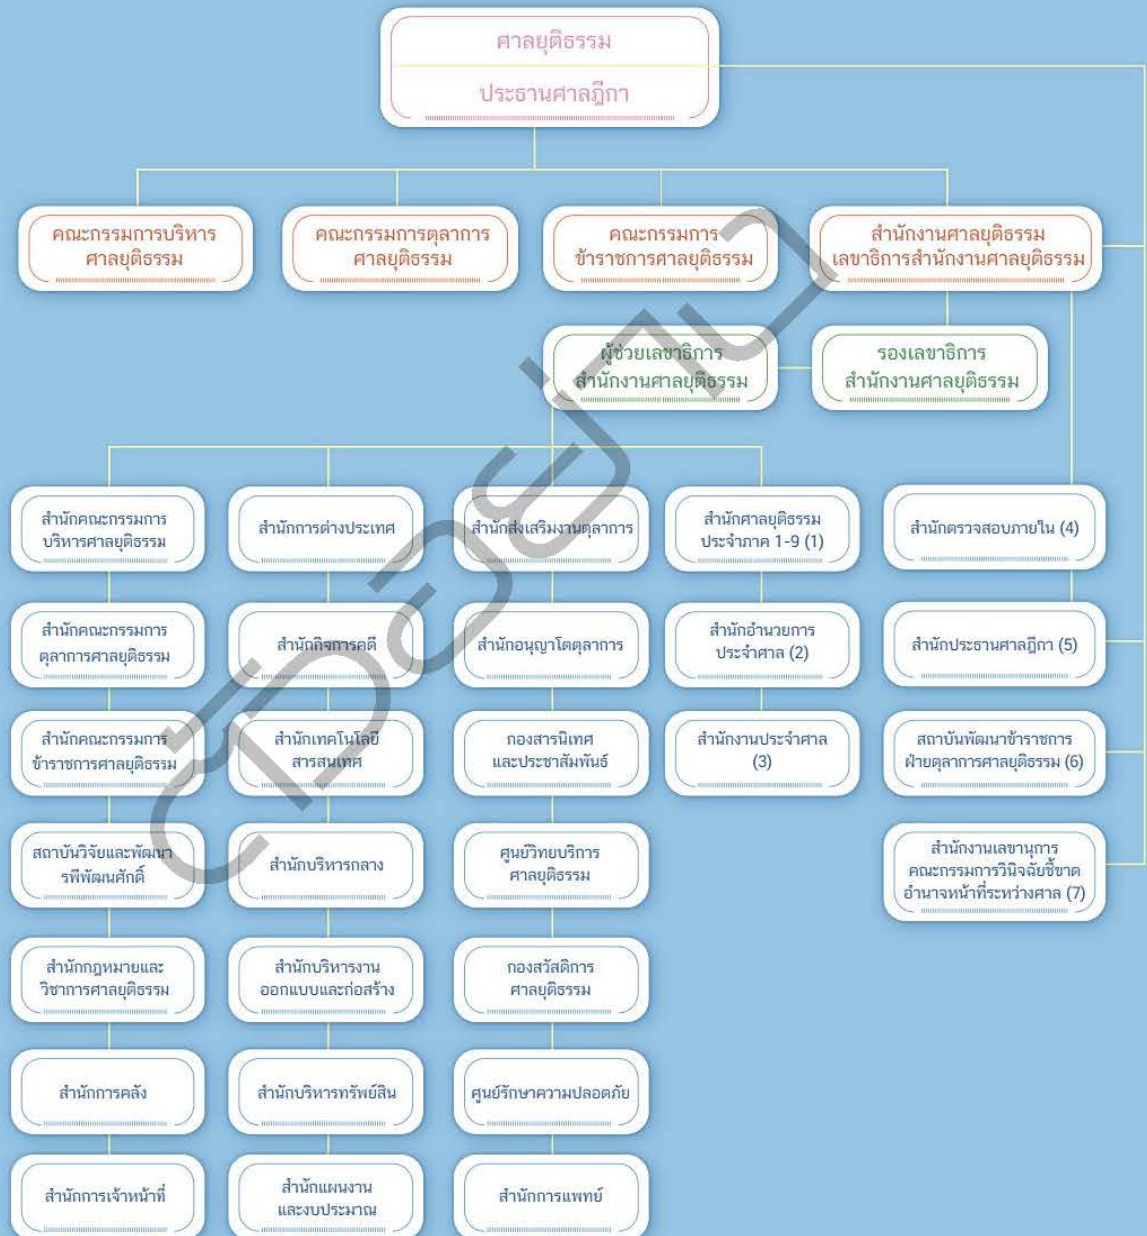 ศาลยุติธรรม
ประธานศาลฎีกา
คณะกรรมการบริหาร
ศาลยุติธรรม
คณะกรรมการตุลาการ
ศาลยุติธรรม
คณะกรรมการ
ข้าราชการศาลยุติธรรม
สำนักงานศาลยุติธรรม
เลขาธิการสำนักงานศาลยุติธรรม
ผู้ช่วยเลขาธิการ
สำนักงานศาลยุติธรรม
รองเลขาธิการ
สำนักงานศาลยุติธรรม
สำนักคณะกรรมการ
บริหารศาลยุติธรรม
สำนักการต่างประเทศ
สำนักส่งเสริมงานตุลาการ
สำนักศาลยุติธรรม
ประจำภาค 1-9 (1)
สำนักตรวจสอบภายใน (4)
สำนักคณะกรรมการ
ตุลาการศาลยุติธรรม
สำนักกิจการคดี
สำนักอนุญาโตตุลาการ
สำนักอำนวยการ
ประจำศาล (2)
สำนักประธานศาลฎีกา (5)
สำนักคณะกรรมการ
ข้าราชการศาลยุติธรรม
สำนักเทคโนโลยี
สารสนเทศ
กองสารนิเทศ
และประชาสัมพันธ์
สำนักงานประจำศาล
(3)
สถาบันพัฒนาข้าราชการ
ฝ่ายตุลาการศาลยุติธรรม (6)
สถาบันวิจัยและพัฒนา
รพีพัฒนศักดิ์
สำนักบริหารกลาง
ศูนย์วิทยบริการ
ศาลยุติธรรม
สำนักงานเลขานุการ
คณะกรรมการวินิจฉัยชี้ขาด
อำนาจหน้าที่ระหว่างศาล (7)
สำนักกฎหมายและ
วิชาการศาลยุติธรรม
สำนักบริหารงาน
ออกแบบและก่อสร้าง
กองสวัสดิการ
ศาลยุติธรรม
สำนักการคลัง
สำนักบริหารทรัพย์สิน
ศูนย์รักษาความปลอดภัย
สำนักการเจ้าหน้าที่
สำนักแผนงาน
และงบประมาณ
สำนักการแพทย์
ตัวอย่าง